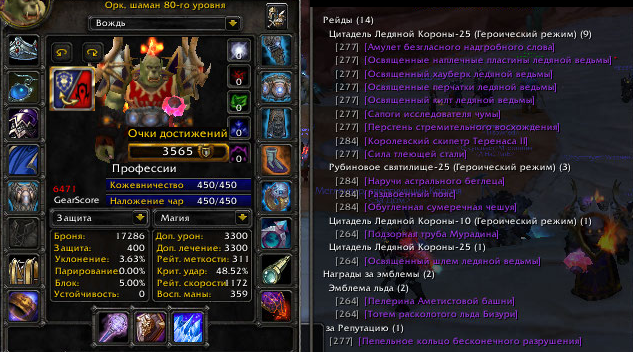 Орк, шаман 80-го уровня
Вождь
0
0
0
0
0
Очки достижений
3565
Профессии
6471
GearScore
Кожевничество 450/450
Наложение чар 450/450
Защита
Магия
Броня: 17286
Защита: 400
Уклонение: 3.63%
Парирование: 0.00%
Блок: 5.00%
Устойчивость: 0
Доп. урон: 3300
Доп. лечение: 3300
Рейт. меткости: 311
Крит. удар: 48.52%
Рейт. скорости: 1172
Восп. маны: 359
Рейды (14)
Цитадель Ледяной Короны-25 (Героический режим) (9)
[277] [Амулет безгласного надгробного слова]
[277] [Освященные наплечные пластины ледяной ведьмы]
[277] [Освященный хауберк ледяной ведьмы]
[277] [Освященные перчатки ледяной ведьмы]
[277] [Освященный килт ледяной ведьмы]
[277] [Сапоги исследователя чумы]
[277] [Перстень стремительного восхождения]
[284] [Королевский скипетр Теренаса II]
[277] [Сила тлеющей стали]
Рубиновое святилище-25 (Героический режим) (3)
[284] [Наручи астрального беглеца]
[284] [Раздвоенный пояс]
[284] [Обугленная сумеречная чешуя]
Цитадель Ледяной Короны-10 (Героический режим) (1)
[264] [Подзорная труба Мурадина]
Цитадель Ледяной Короны-25 (1)
[264] [Освященный шлем ледяной ведьмы]
Награды за эмблемы (2)
Эмблема льда (2)
[264] [Пелерина Аметистовой башни]
[264] [Тотем расколотого льда Бизури]
за Репутацию (1)
[277] [Пепельное кольцо бесконечного разрушения]